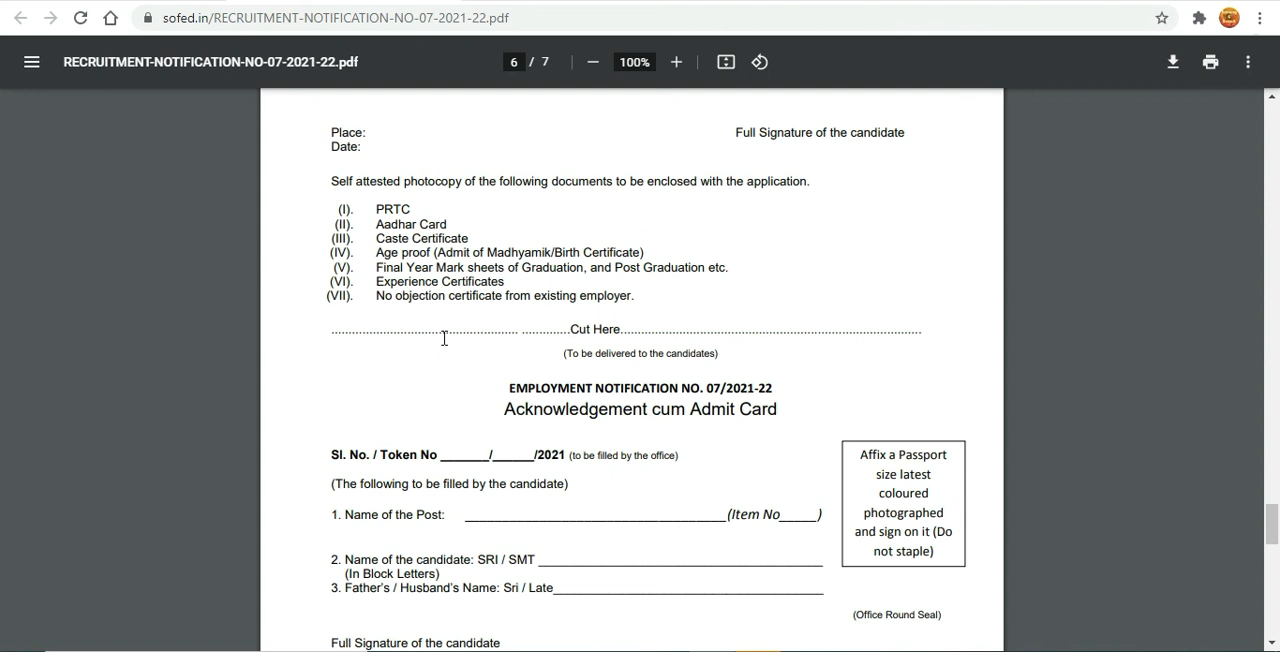 sofed.in/RECRUITMENT-NOTIFICATION-NO-07-2021-22.pdf
RECRUITMENT-NOTIFICATION-NO-07-2021-22.pdf 6 / 7 100%
Place: Full Signature of the candidate
Date:
Self attested photocopy of the following documents to be enclosed with the application.
(I). PRTC
(II). Aadhar Card
(III). Caste Certificate
(IV). Age proof (Admit of Madhyamik/Birth Certificate)
(V). Final Year Mark sheets of Graduation, and Post Graduation etc.
(VI). Experience Certificates
(VII). No objection certificate from existing employer.
...................................................... ..............Cut Here.......................................................................................
(To be delivered to the candidates)
EMPLOYMENT NOTIFICATION NO. 07/2021-22
Acknowledgement cum Admit Card
Sl. No. / Token No _______/______/2021 (to be filled by the office)
(The following to be filled by the candidate)
1. Name of the Post: ____________________________________(Item No_____)
2. Name of the candidate: SRI / SMT ________________________________________
(In Block Letters)
3. Father's / Husband's Name: Sri / Late______________________________________
Full Signature of the candidate
Affix a Passport
size latest
coloured
photographed
and sign on it (Do
not staple)
(Office Round Seal)